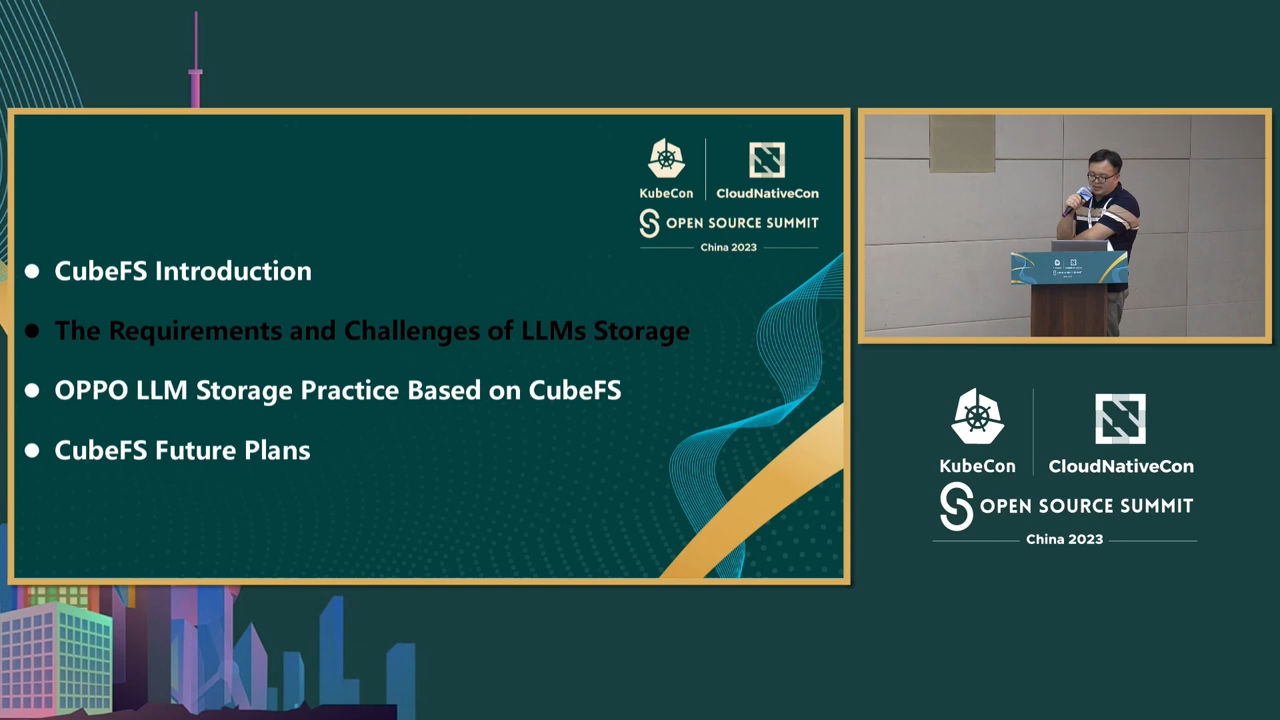 KubeCon
CloudNativeCon
OPEN SOURCE SUMMIT
China 2023
● CubeFS Introduction
● The Requirements and Challenges of LLMs Storage
● OPPO LLM Storage Practice Based on CubeFS
● CubeFS Future Plans
KubeCon
CloudNativeCon
OPEN SOURCE SUMMIT
China 2023